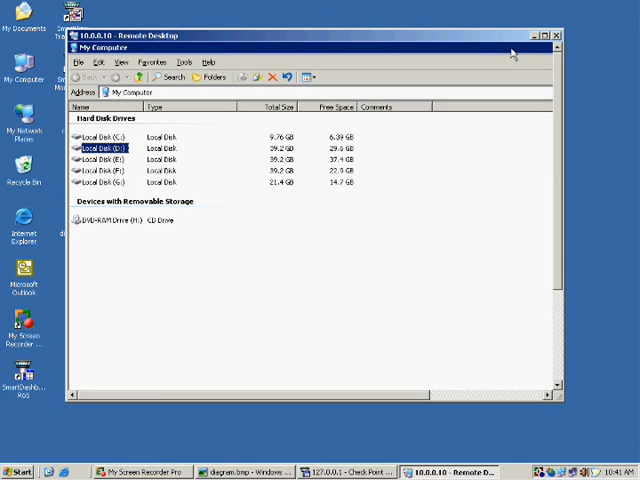 My Documents
SmartDa...
Tra...
My Computer
My Network
Places
Recycle Bin
Internet
Explorer
Microsoft
Outlook
My Screen
Recorder ...
SmartDashb...
R65
di
10.0.0.10 - Remote Desktop
My Computer
File Edit View Favorites Tools Help
Back Search Folders
Address My Computer
Name Type Total Size Free Space Comments
Hard Disk Drives
Local Disk (C:) Local Disk 9.76 GB 6.39 GB
Local Disk (D:) Local Disk 39.2 GB 29.6 GB
Local Disk (E:) Local Disk 39.2 GB 37.4 GB
Local Disk (F:) Local Disk 39.2 GB 22.9 GB
Local Disk (G:) Local Disk 21.4 GB 14.7 GB
Devices with Removable Storage
DVD-RAM Drive (H:) CD Drive
Start My Screen Recorder Pro diagram.bmp - Windows ... 127.0.0.1 - Check Point ... 10.0.0.10 - Remote D... 10:41 AM